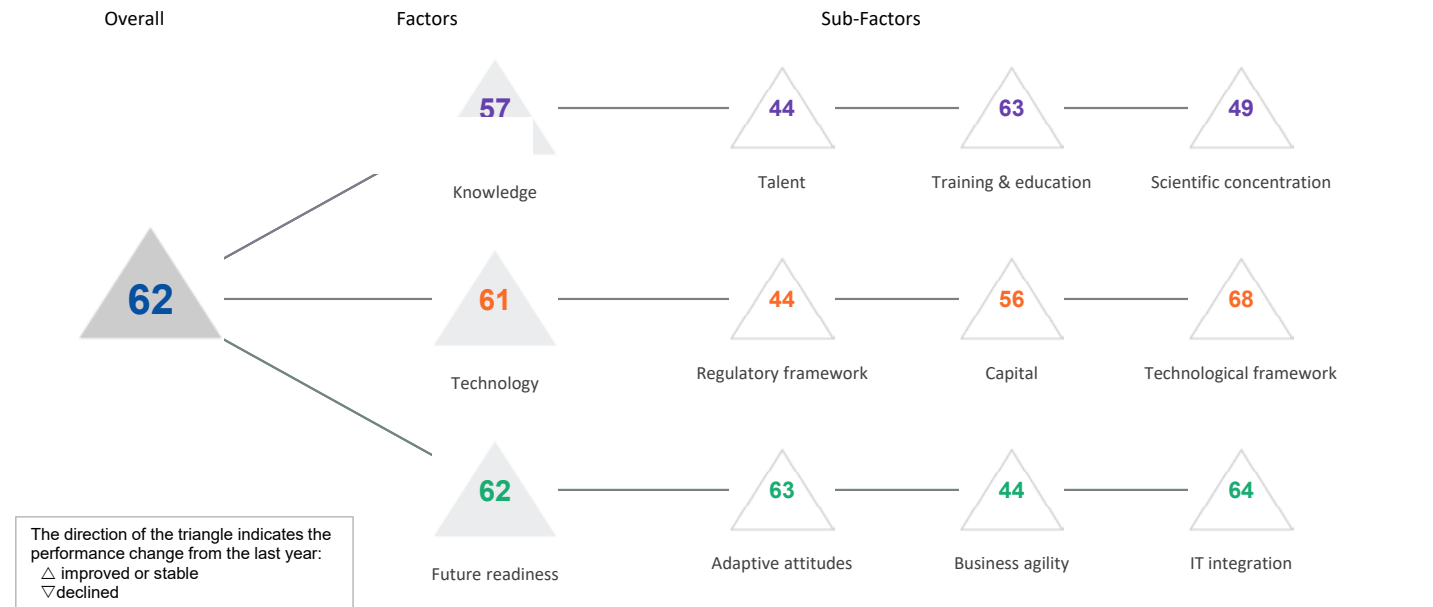 Overall Factors Sub-Factors
57 44 63 49
Knowledge Talent Training & education Scientific concentration
62 61 44 56 68
Technology Regulatory framework Capital Technological framework
62 63 44 64
Future readiness Adaptive attitudes Business agility IT integration
The direction of the triangle indicates the
performance change from the last year:
△ improved or stable
▽declined